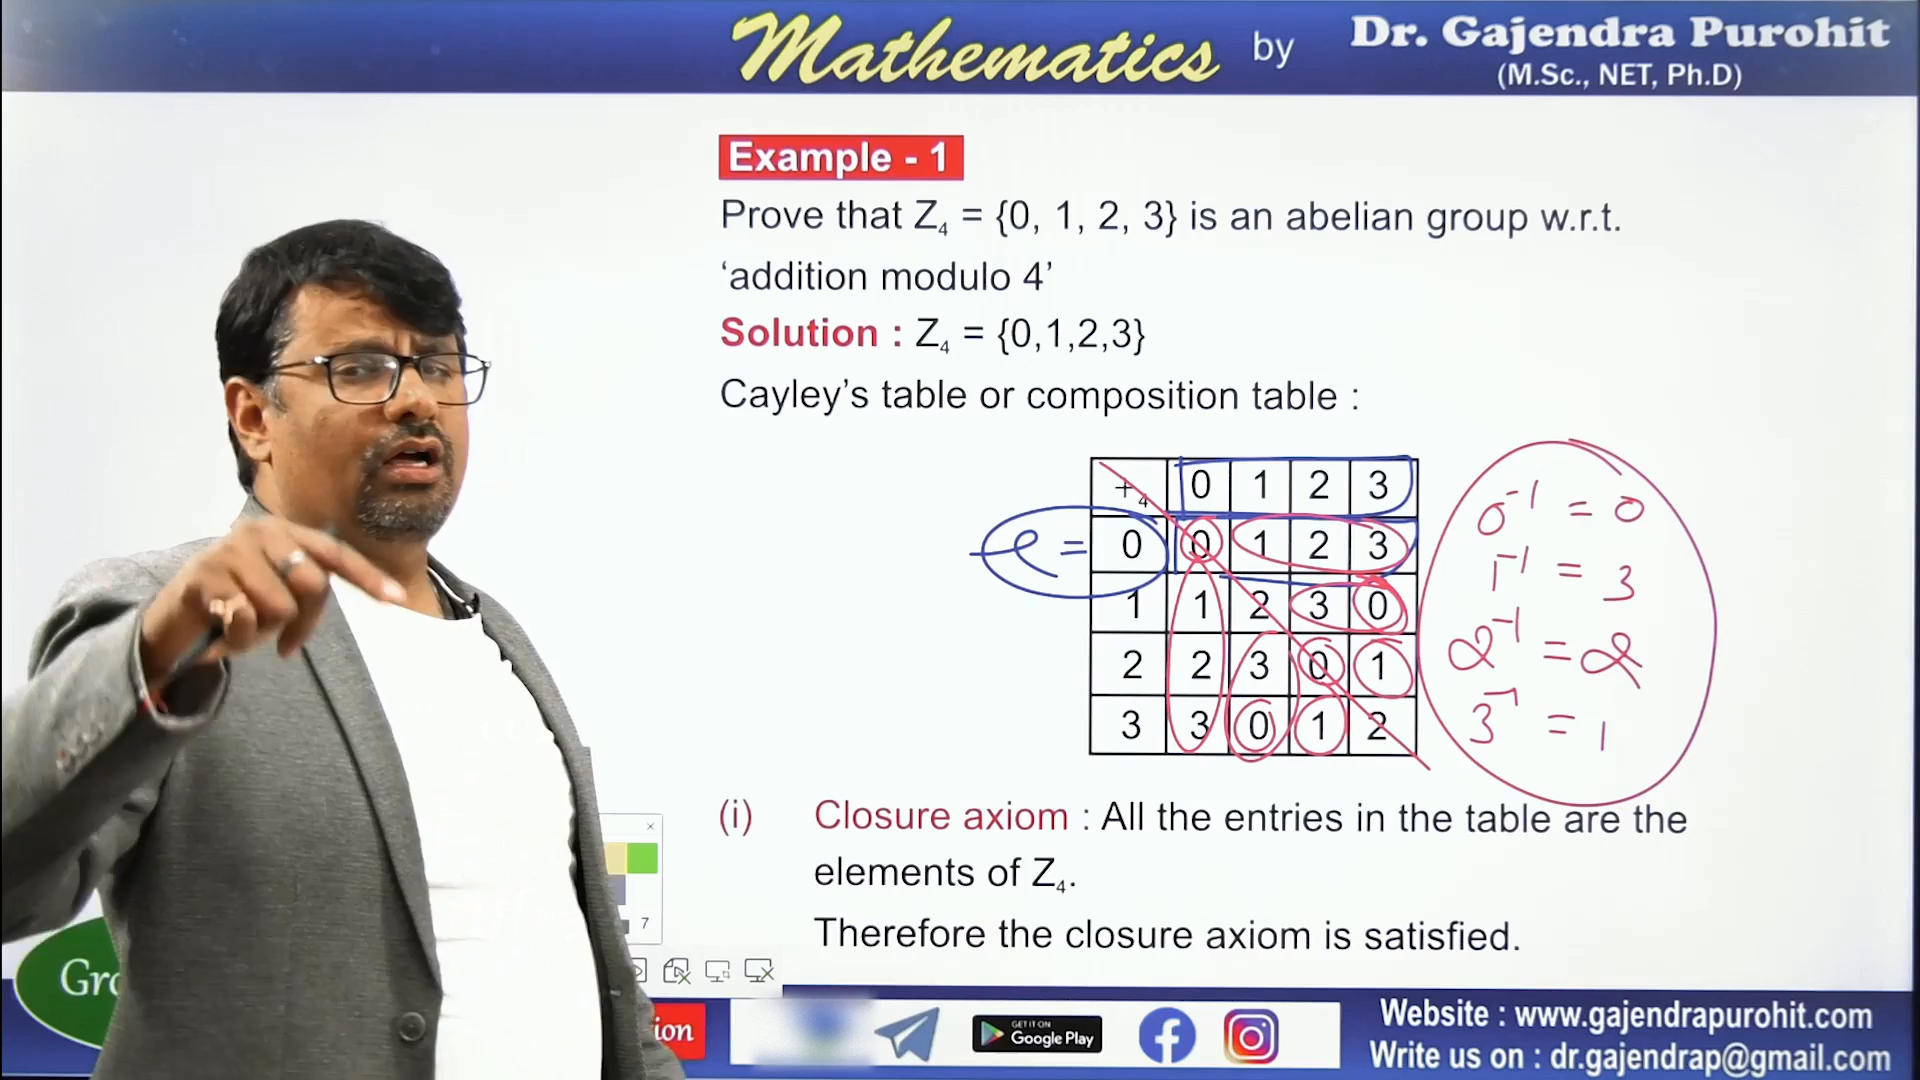 Mathematics by Dr. Gajendra Purohit
(M.Sc., NET, Ph.D)
Example - 1
Prove that Z₄ = {0, 1, 2, 3} is an abelian group w.r.t.
‘addition modulo 4’
Solution : Z₄ = {0,1,2,3}
Cayley’s table or composition table :
+₄ 0 1 2 3
e = 0 0 1 2 3
1 1 2 3 0
2 2 3 0 1
3 3 0 1 2
0⁻¹ = 0
1⁻¹ = 3
2⁻¹ = 2
3⁻¹ = 1
(i) Closure axiom : All the entries in the table are the
elements of Z₄.
Therefore the closure axiom is satisfied.
7
GET IT ON
Google Play
Website : www.gajendrapurohit.com
Write us on : dr.gajendrap@gmail.com